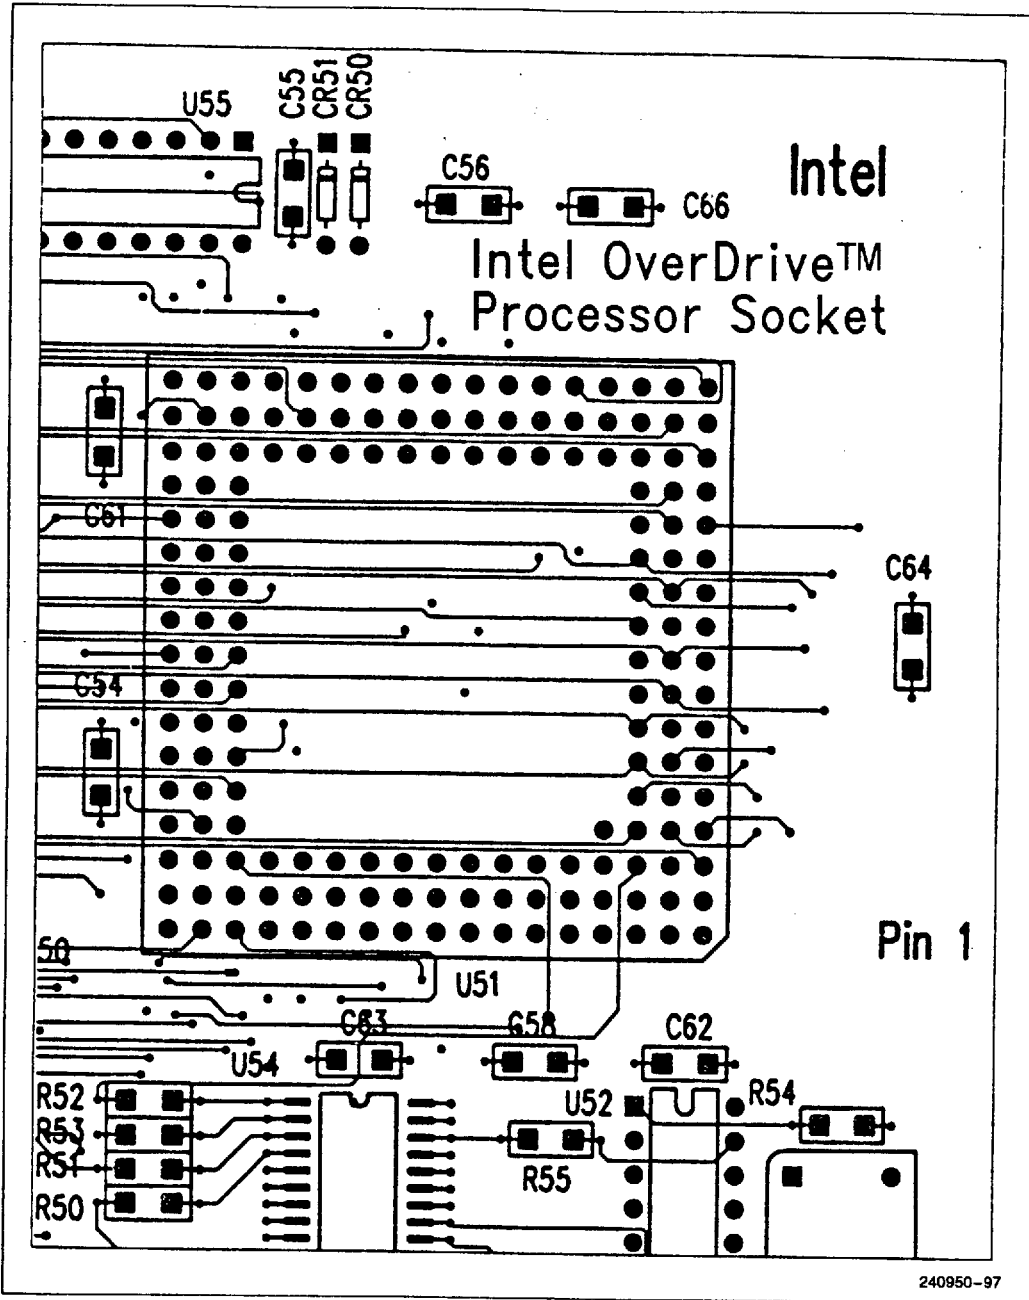 U55
C55
CR51
CR50
C56
C66
Intel
Intel OverDrive™
Processor Socket
C61
C64
C54
Pin 1
50
U51
C63
C58
C62
U54
R52
U52
R54
R53
R51
R55
R50
240950-97